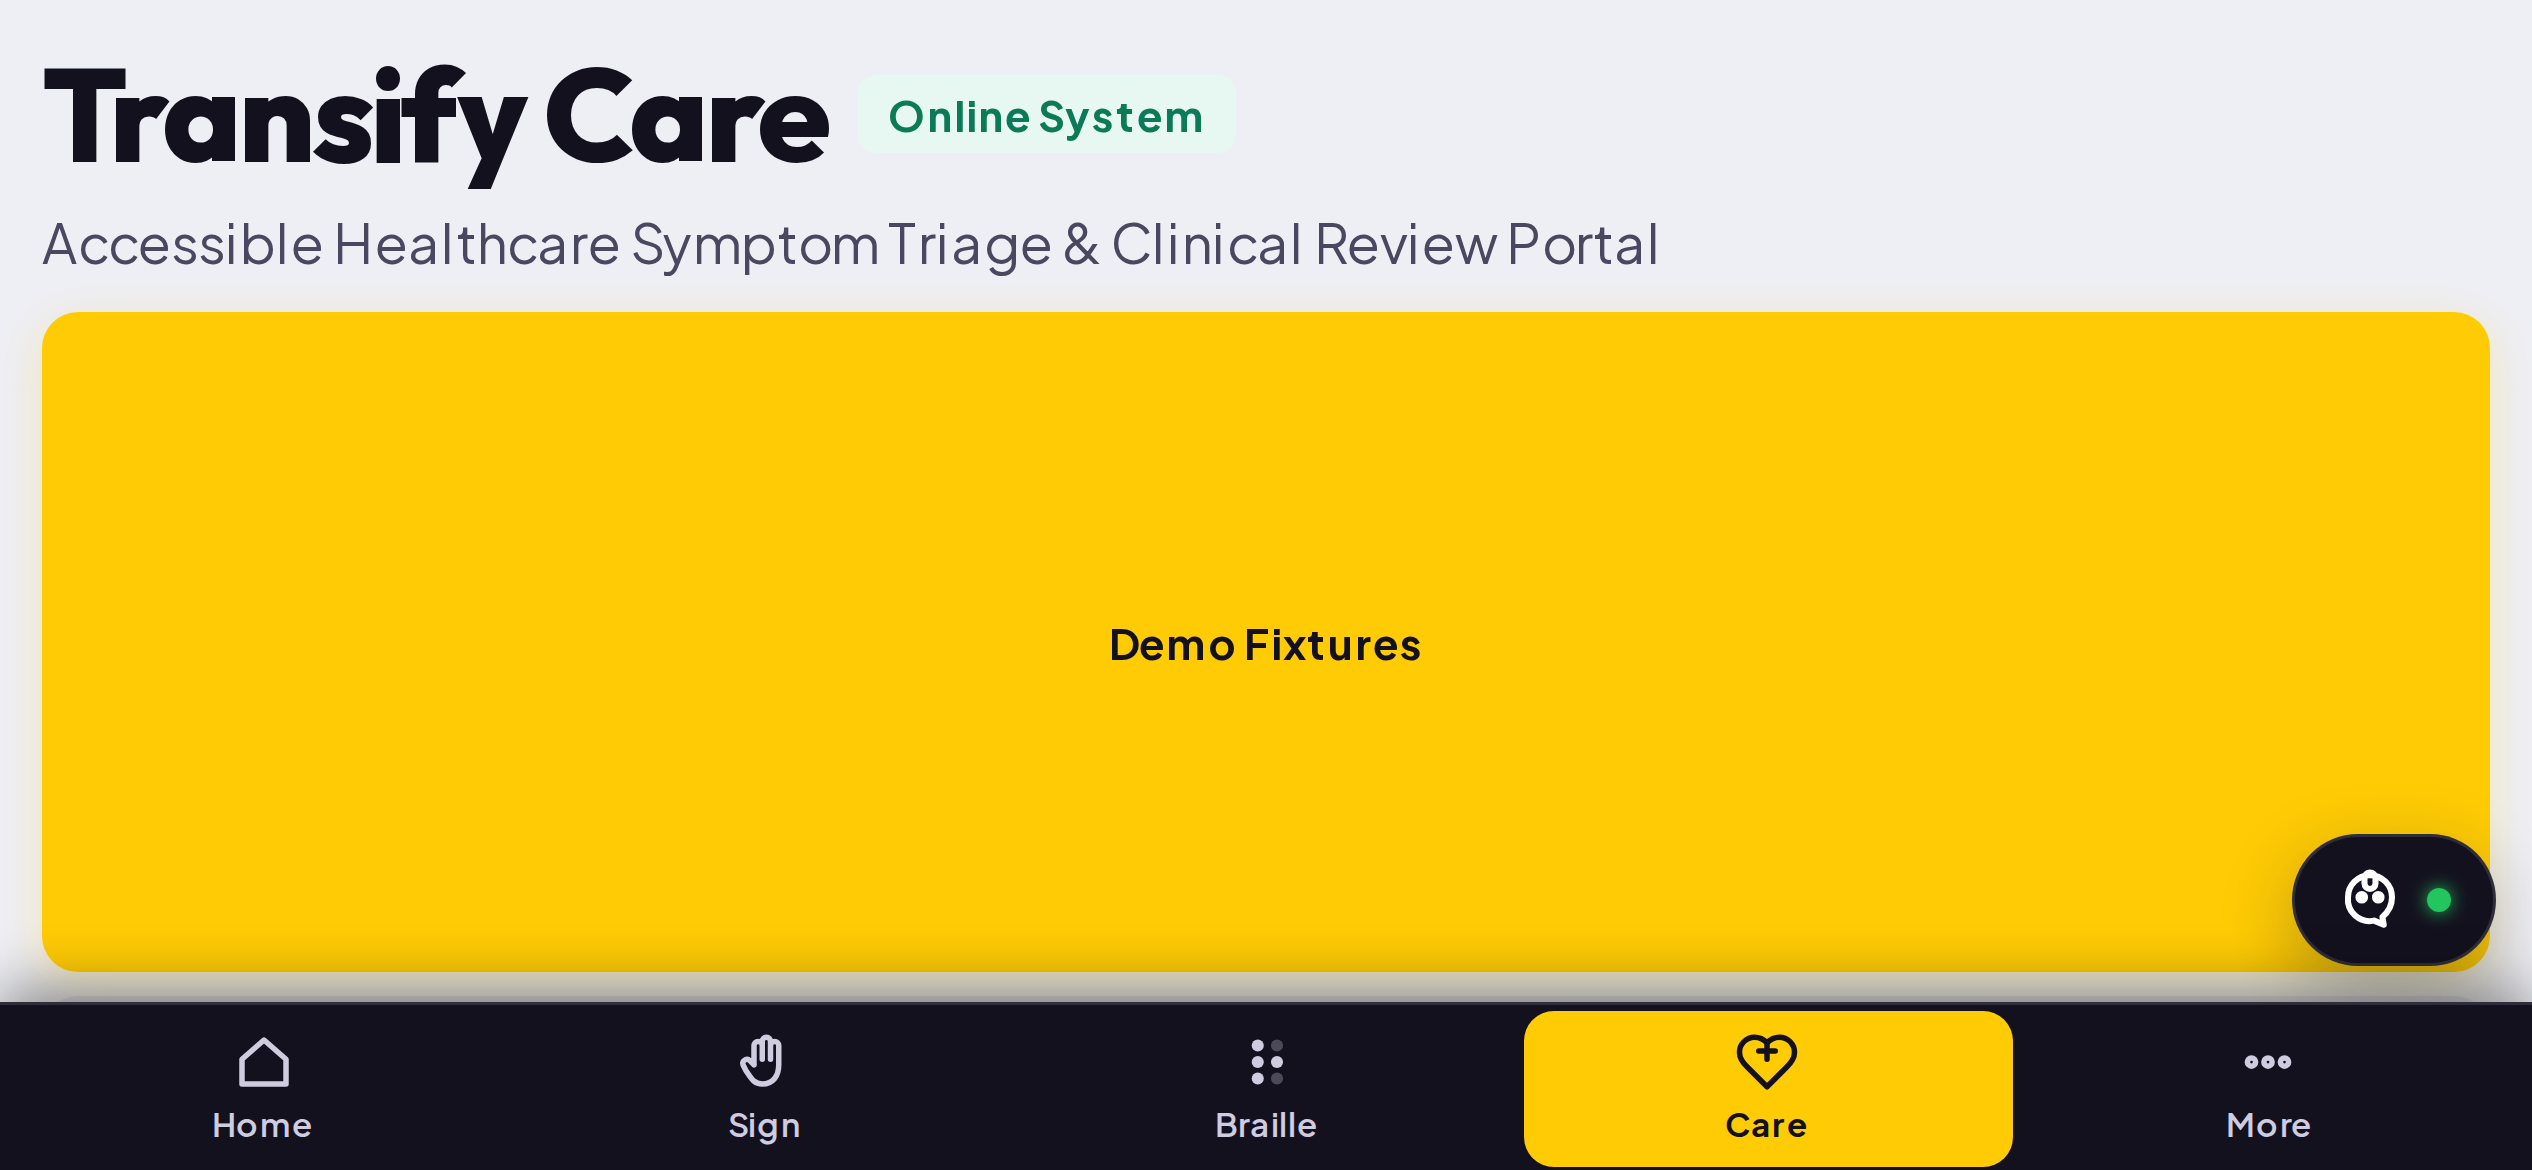 Transify Care
Online System
Accessible Healthcare Symptom Triage & Clinical Review Portal
Demo Fixtures
Home
Sign
Braille
Care
More